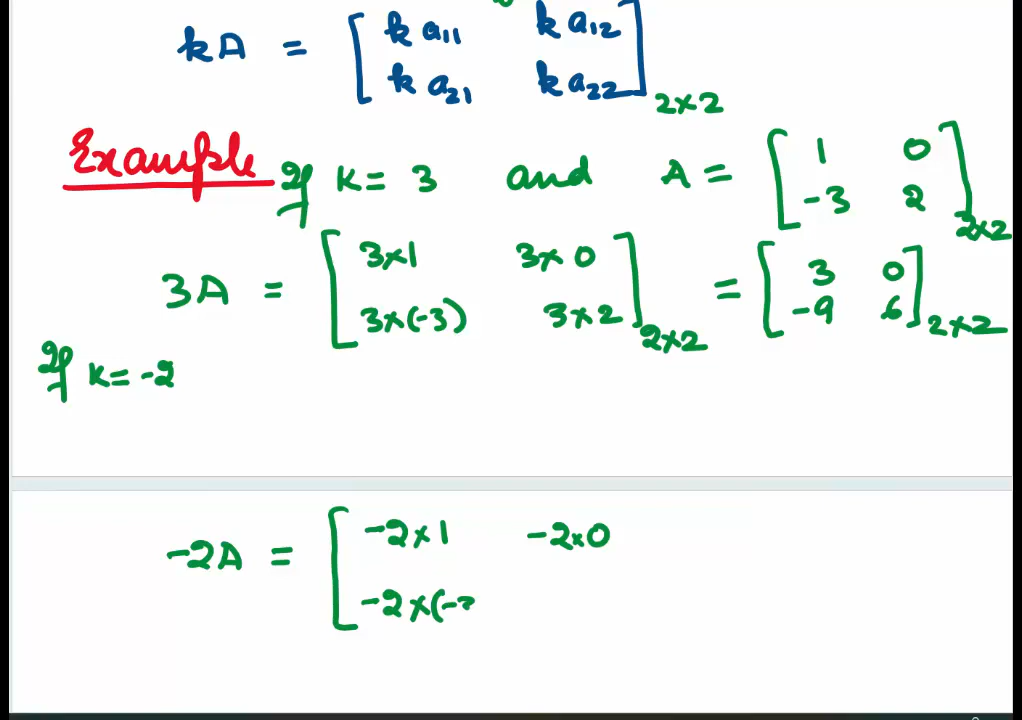 kA = [ k a11 k a12
k a21 k a22 ] 2×2
Example If K = 3 and A = [ 1 0
-3 2 ] 2×2
3A = [ 3×1 3×0
3×(-3) 3×2 ] 2×2 = [ 3 0
-9 6 ] 2×2
If K = -2
-2A = [ -2×1 -2×0
-2×(-